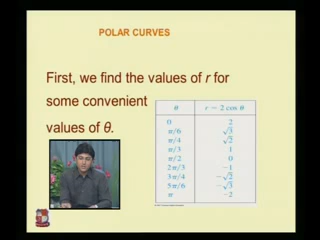 POLAR CURVES
First, we find the values of r for
some convenient
values of θ.
θ r = 2 cos θ
0 2
π/6 √3
π/4 √2
π/3 1
π/2 0
2π/3 −1
3π/4 −√2
5π/6 −√3
π −2